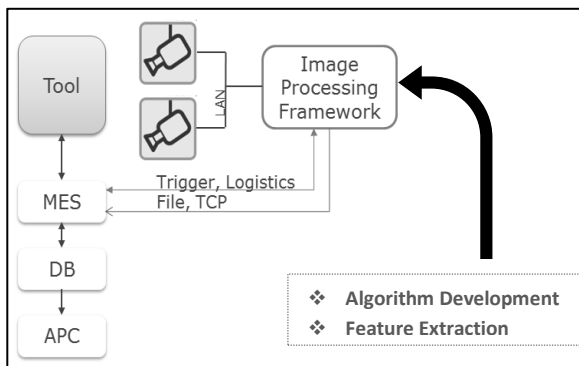 Tool
LAN
Image
Processing
Framework
Trigger, Logistics
File, TCP
MES
DB
APC
❖ Algorithm Development
❖ Feature Extraction